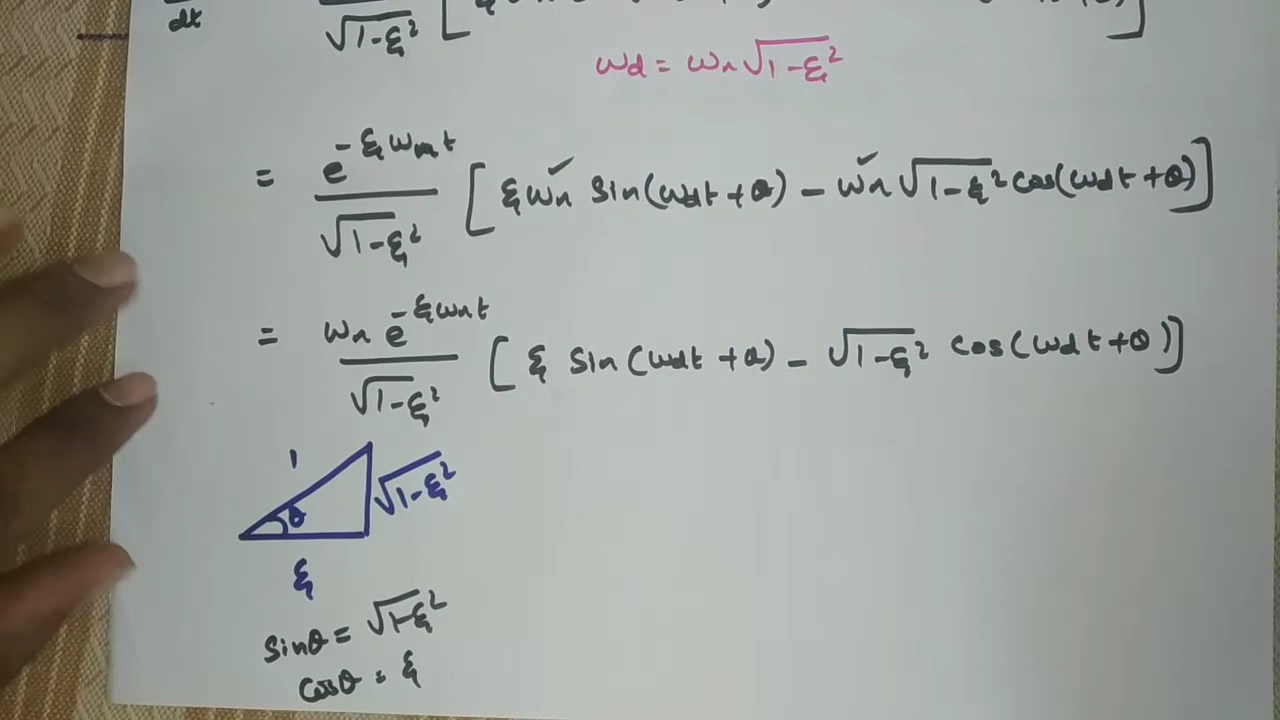 dt √1-ξ²
ωd = ωn√1-ξ²
= e^-ξωnt / √1-ξ² [ξωn sin(ωdt + θ) - ωn√1-ξ² cos(ωdt + θ)]
= ωn e^-ξωnt / √1-ξ² [ξ sin(ωdt + θ) - √1-ξ² cos(ωdt + θ)]
1
θ √1-ξ²
ξ
sinθ = √1-ξ²
cosθ = ξ